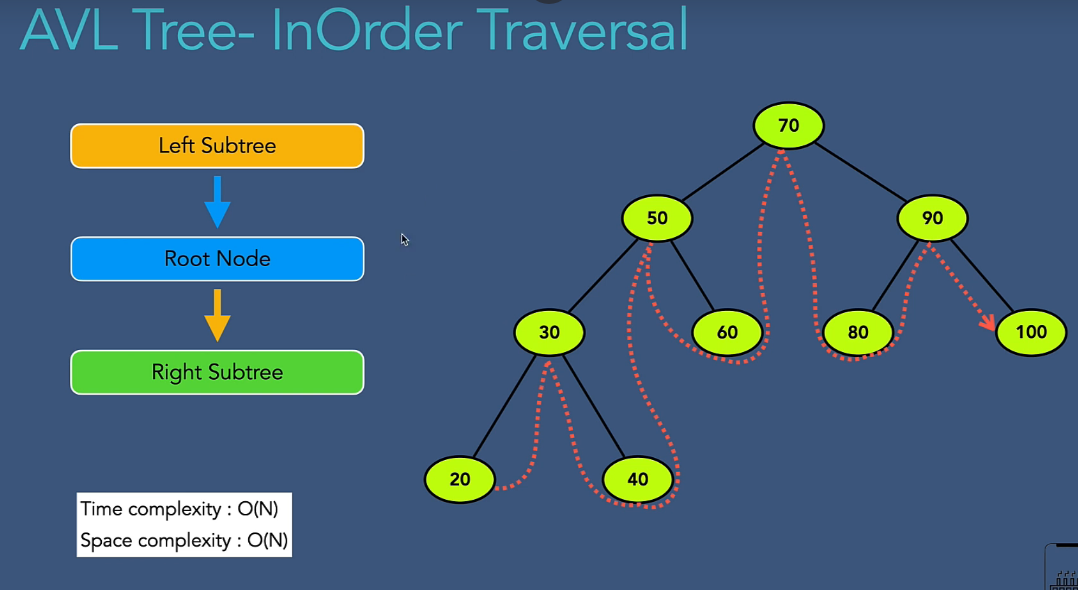 AVL Tree- InOrder Traversal
Left Subtree
Root Node
Right Subtree
Time complexity : O(N)
Space complexity : O(N)
70
50
90
30
60
80
100
20
40